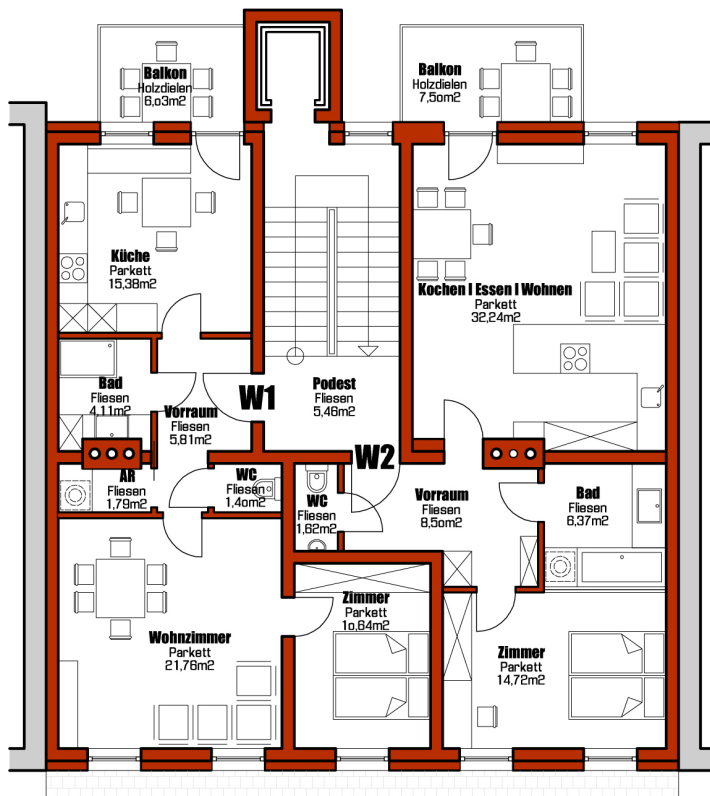 Balkon
Holzdielen
6,o3m2
Balkon
Holzdielen
7,5om2
Küche
Parkett
15,38m2
Kochen I Essen I Wohnen
Parkett
32,24m2
Bad
Fliesen
4,11m2
Vorraum
Fliesen
5,81m2
W1
Podest
Fliesen
5,46m2
W2
AR
Fliesen
1,79m2
WC
Fliesen
1,4om2
WC
Fliesen
1,62m2
Vorraum
Fliesen
8,5om2
Bad
Fliesen
6,37m2
Wohnzimmer
Parkett
21,76m2
Zimmer
Parkett
1o,64m2
Zimmer
Parkett
14,72m2